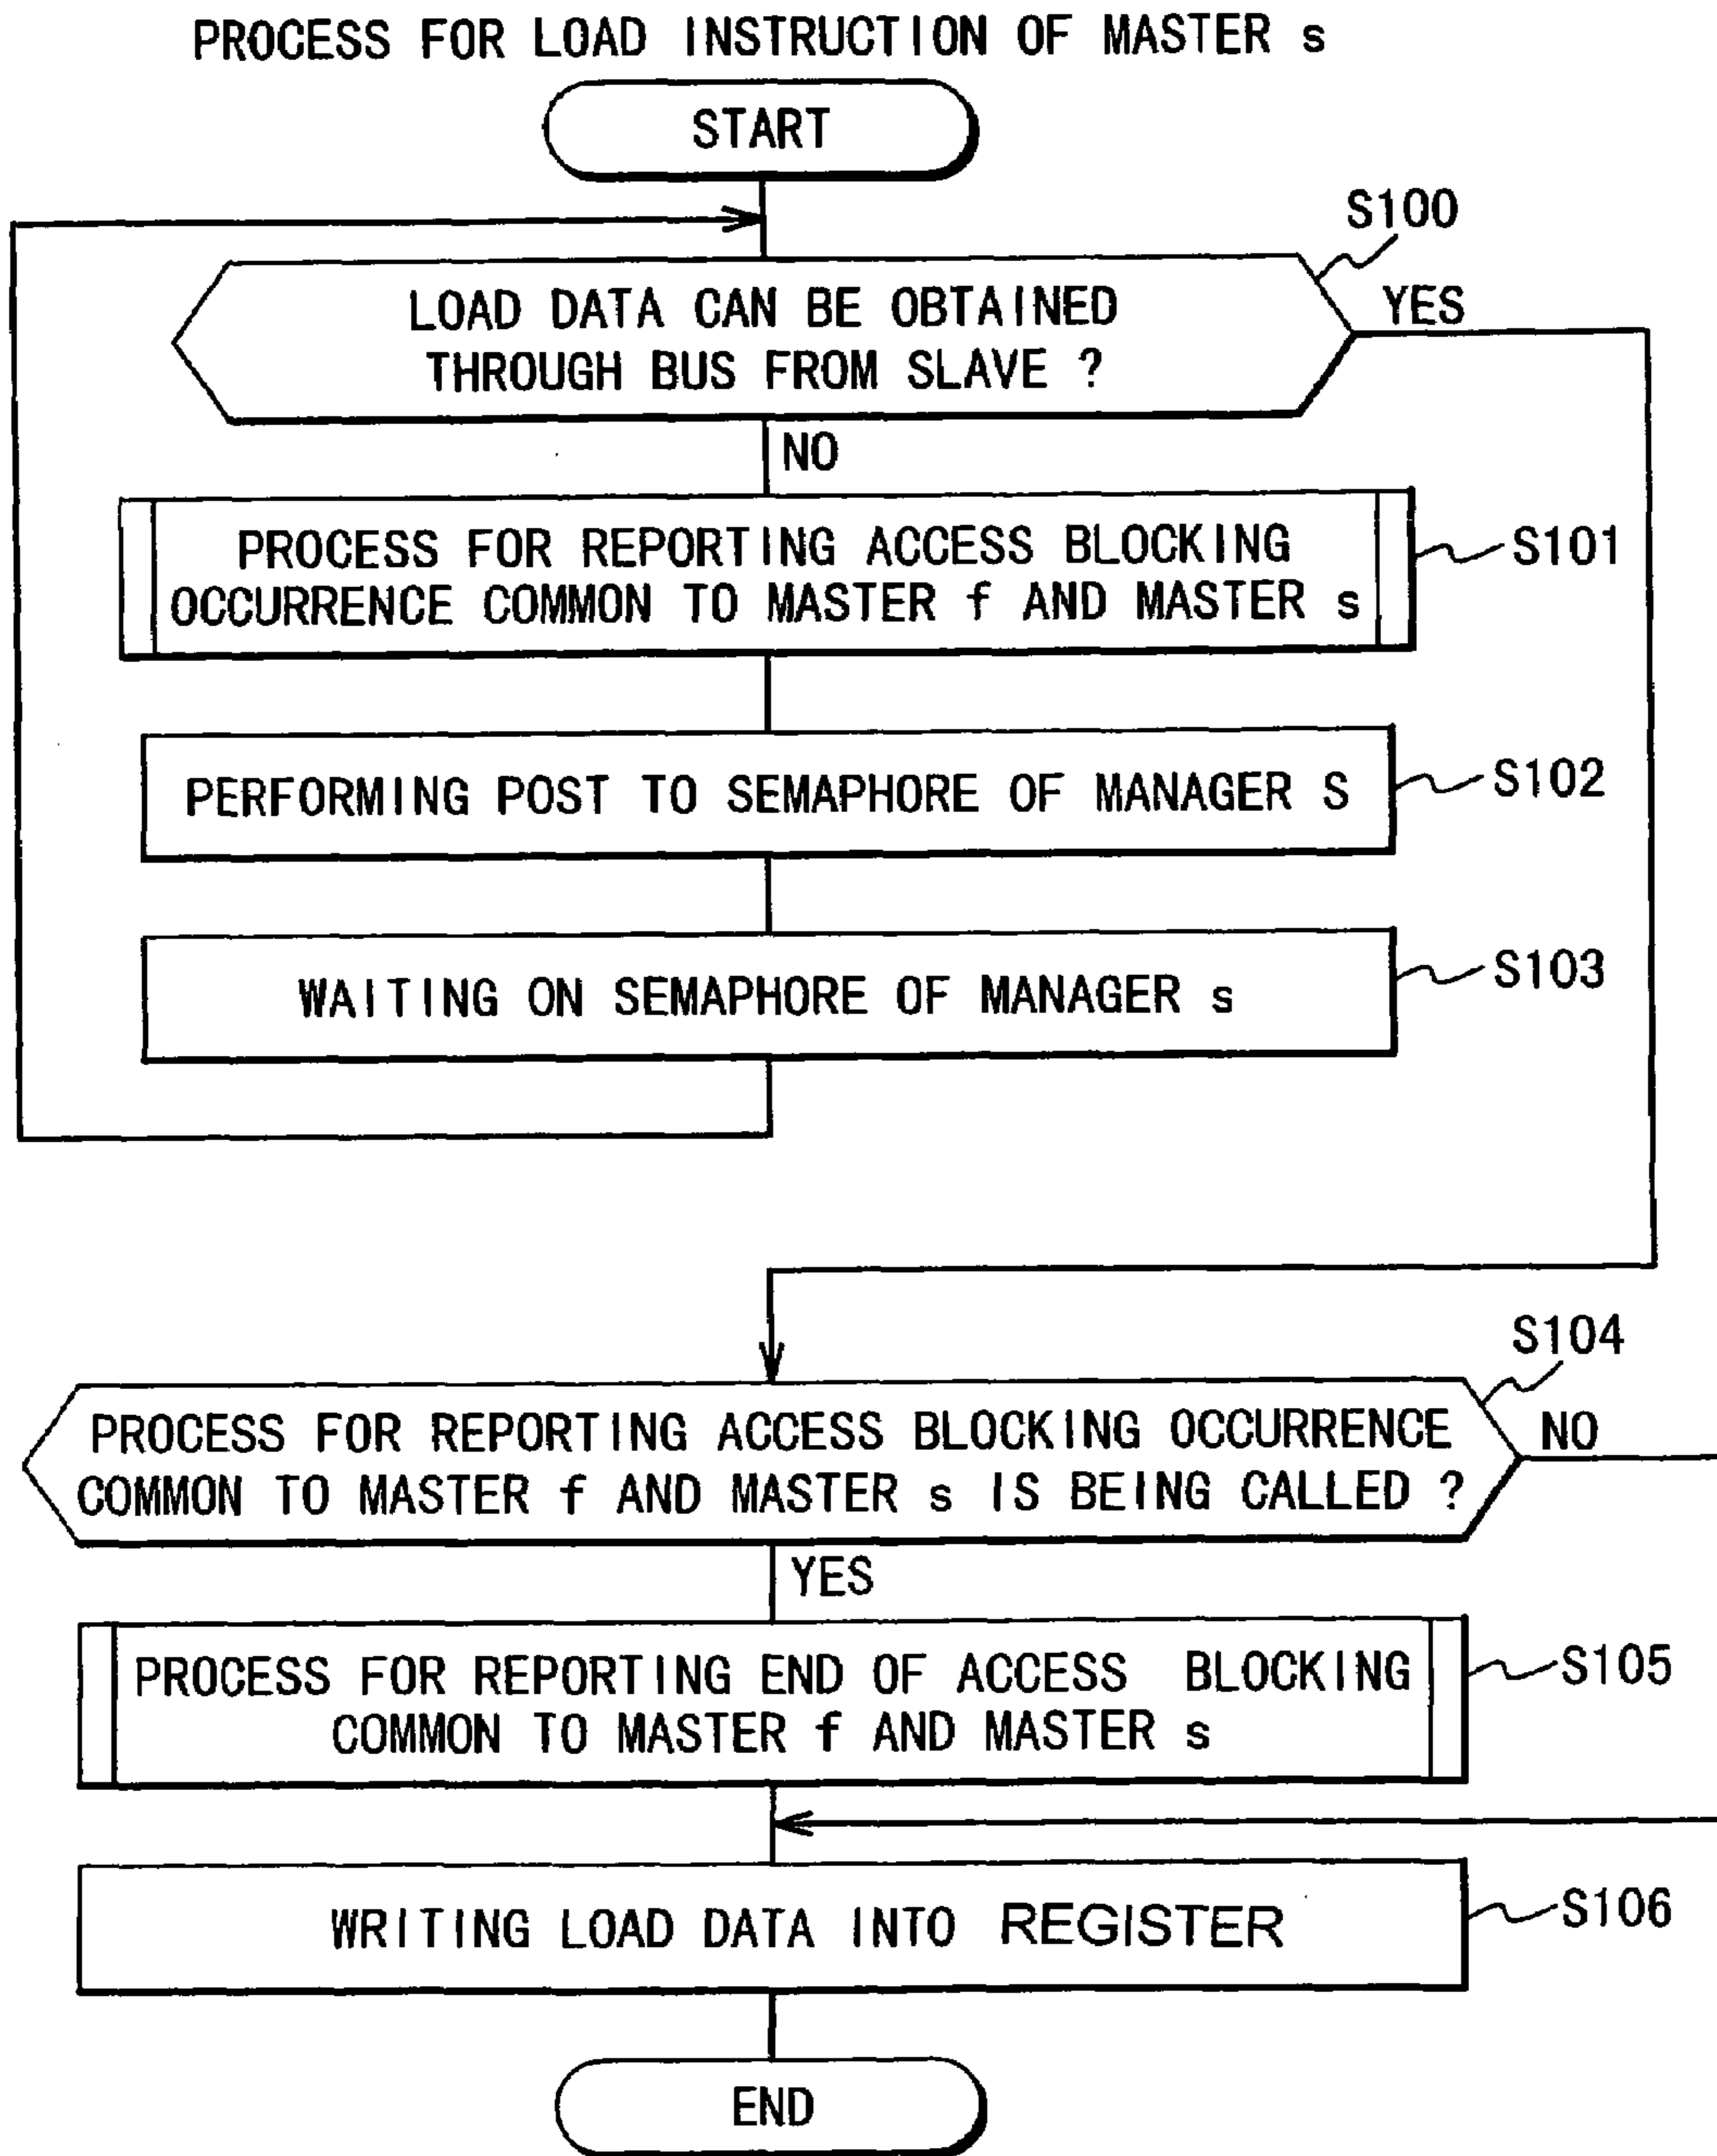 PROCESS FOR LOAD INSTRUCTION OF MASTER s
START
S100
LOAD DATA CAN BE OBTAINED
THROUGH BUS FROM SLAVE ?
YES
NO
PROCESS FOR REPORTING ACCESS BLOCKING
OCCURRENCE COMMON TO MASTER f AND MASTER s
S101
PERFORMING POST TO SEMAPHORE OF MANAGER S
S102
WAITING ON SEMAPHORE OF MANAGER s
S103
S104
PROCESS FOR REPORTING ACCESS BLOCKING OCCURRENCE
COMMON TO MASTER f AND MASTER s IS BEING CALLED ?
NO
YES
PROCESS FOR REPORTING END OF ACCESS BLOCKING
COMMON TO MASTER f AND MASTER s
S105
WRITING LOAD DATA INTO REGISTER
S106
END